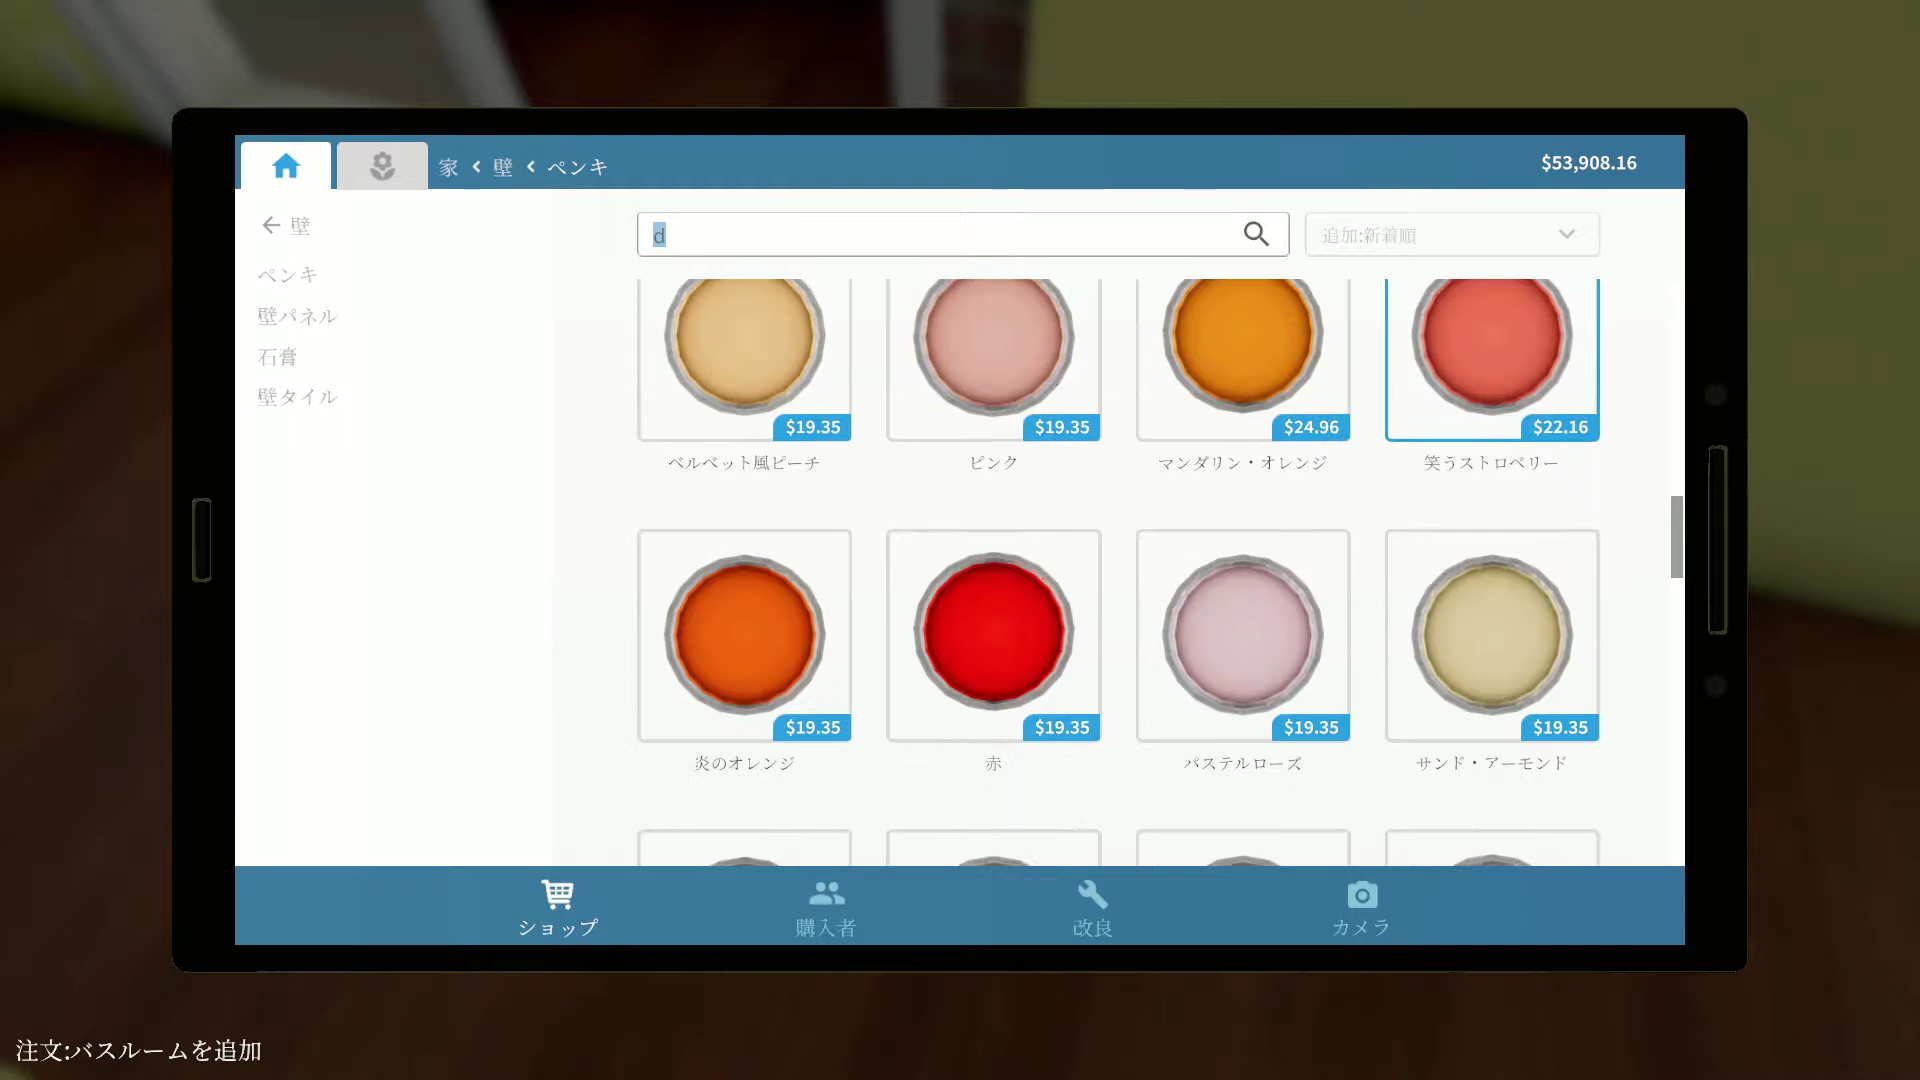 家 < 壁 < ペンキ
$53,908.16
壁
ペンキ
壁パネル
石膏
壁タイル
d
追加:新着順
$19.35
$19.35
$24.96
$22.16
ベルベット風ピーチ
ピンク
マンダリン・オレンジ
笑うストロベリー
$19.35
$19.35
$19.35
$19.35
炎のオレンジ
赤
パステルローズ
サンド・アーモンド
ショップ
購入者
改良
カメラ
注文:バスルームを追加